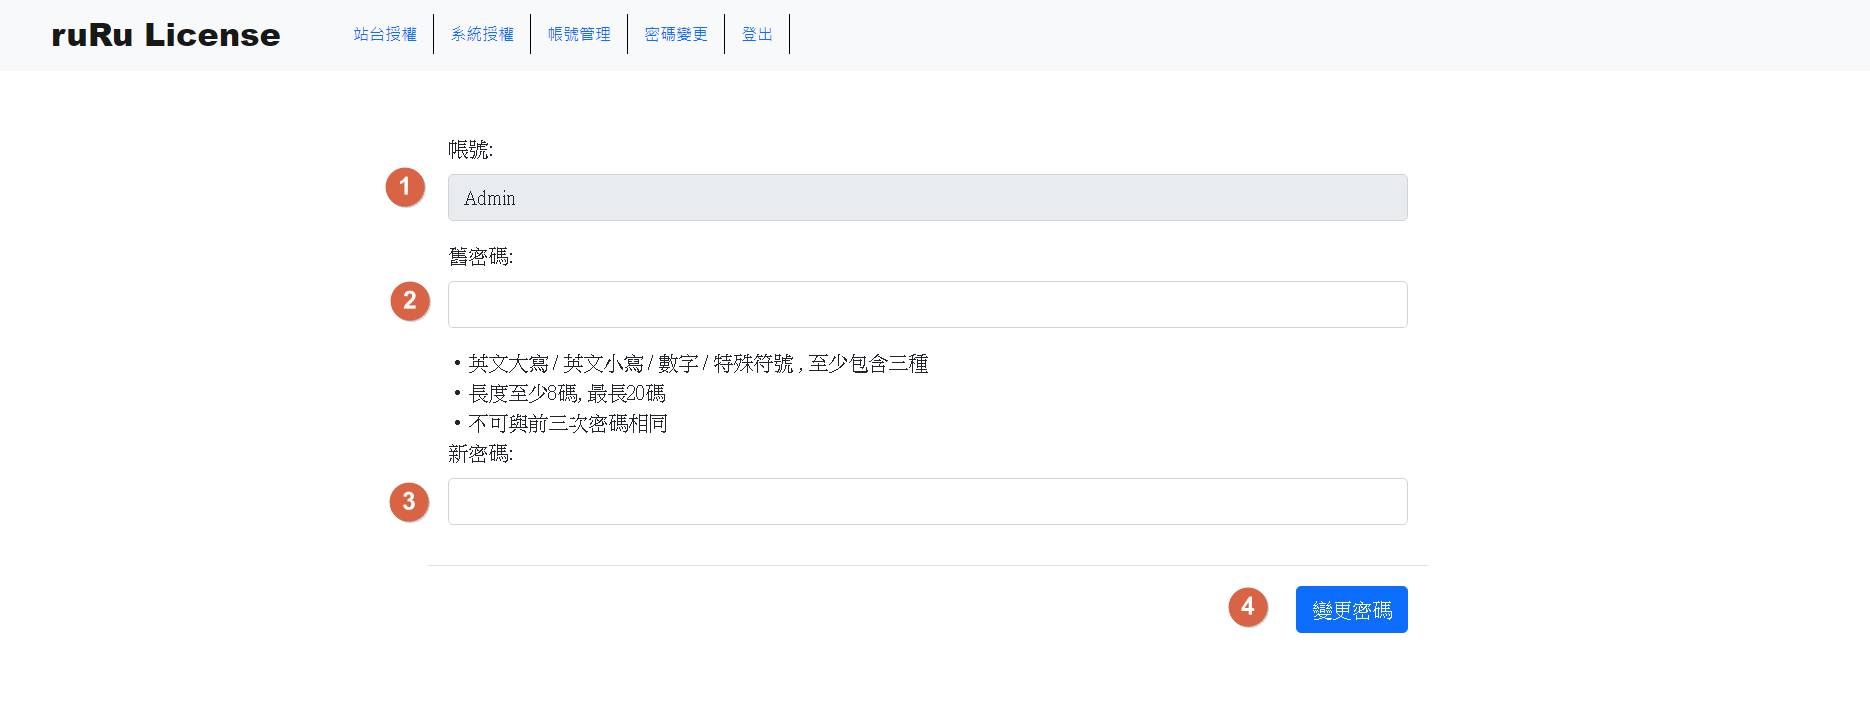 ruRu License 站台授權 系統授權 帳號管理 密碼變更 登出
帳號:
1 Admin
舊密碼:
2
• 英文大寫 / 英文小寫 / 數字 / 特殊符號 , 至少包含三種
• 長度至少8碼, 最長20碼
• 不可與前三次密碼相同
新密碼:
3
4 變更密碼